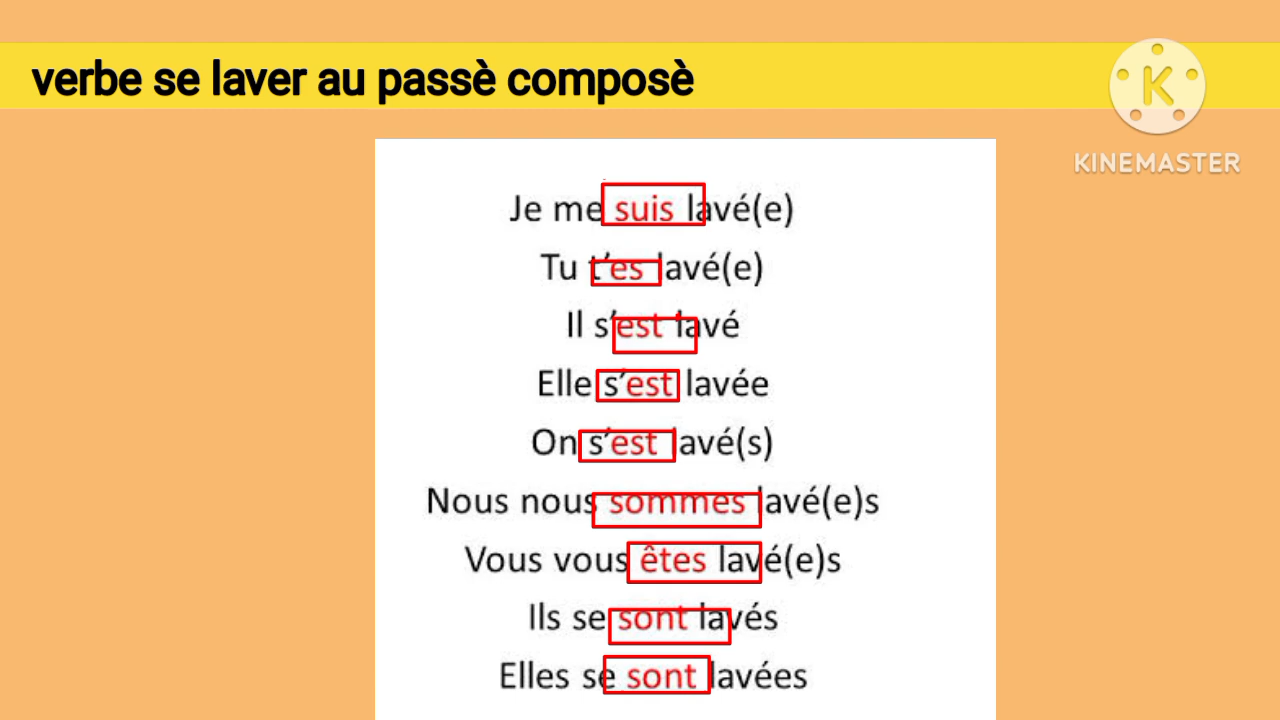 verbe se laver au passè composè
K
KINEMASTER
Je me suis lavé(e)
Tu t'es lavé(e)
Il s'est lavé
Elle s'est lavée
On s'est lavé(s)
Nous nous sommes lavé(e)s
Vous vous êtes lavé(e)s
Ils se sont lavés
Elles se sont lavées